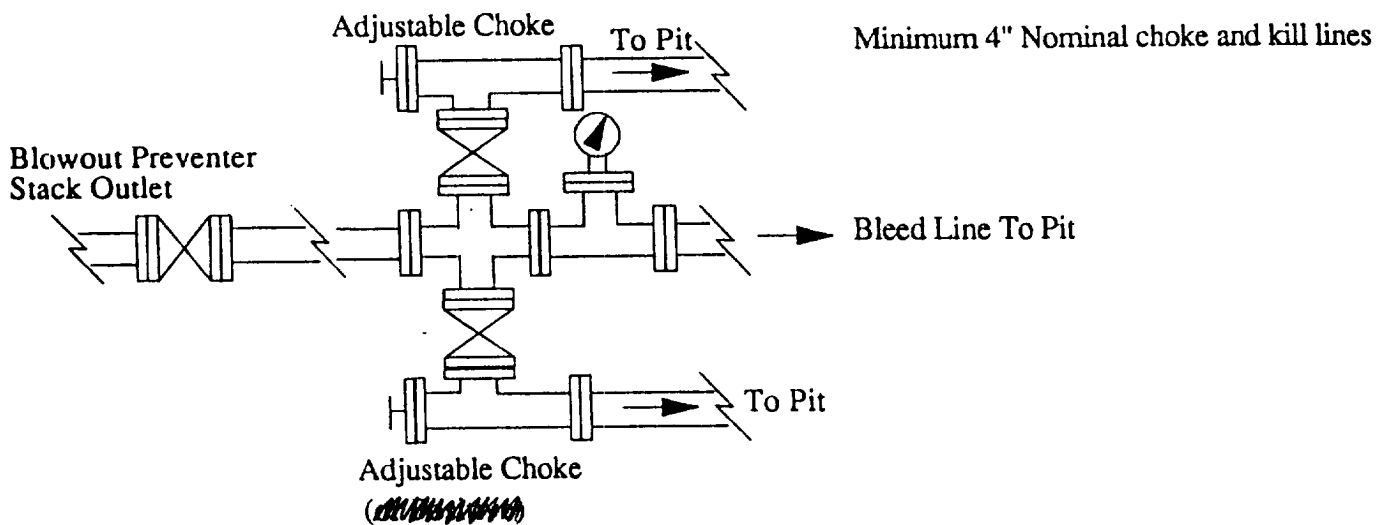 Adjustable Choke
To Pit
Minimum 4" Nominal choke and kill lines
Blowout Preventer
Stack Outlet
Bleed Line To Pit
To Pit
Adjustable Choke